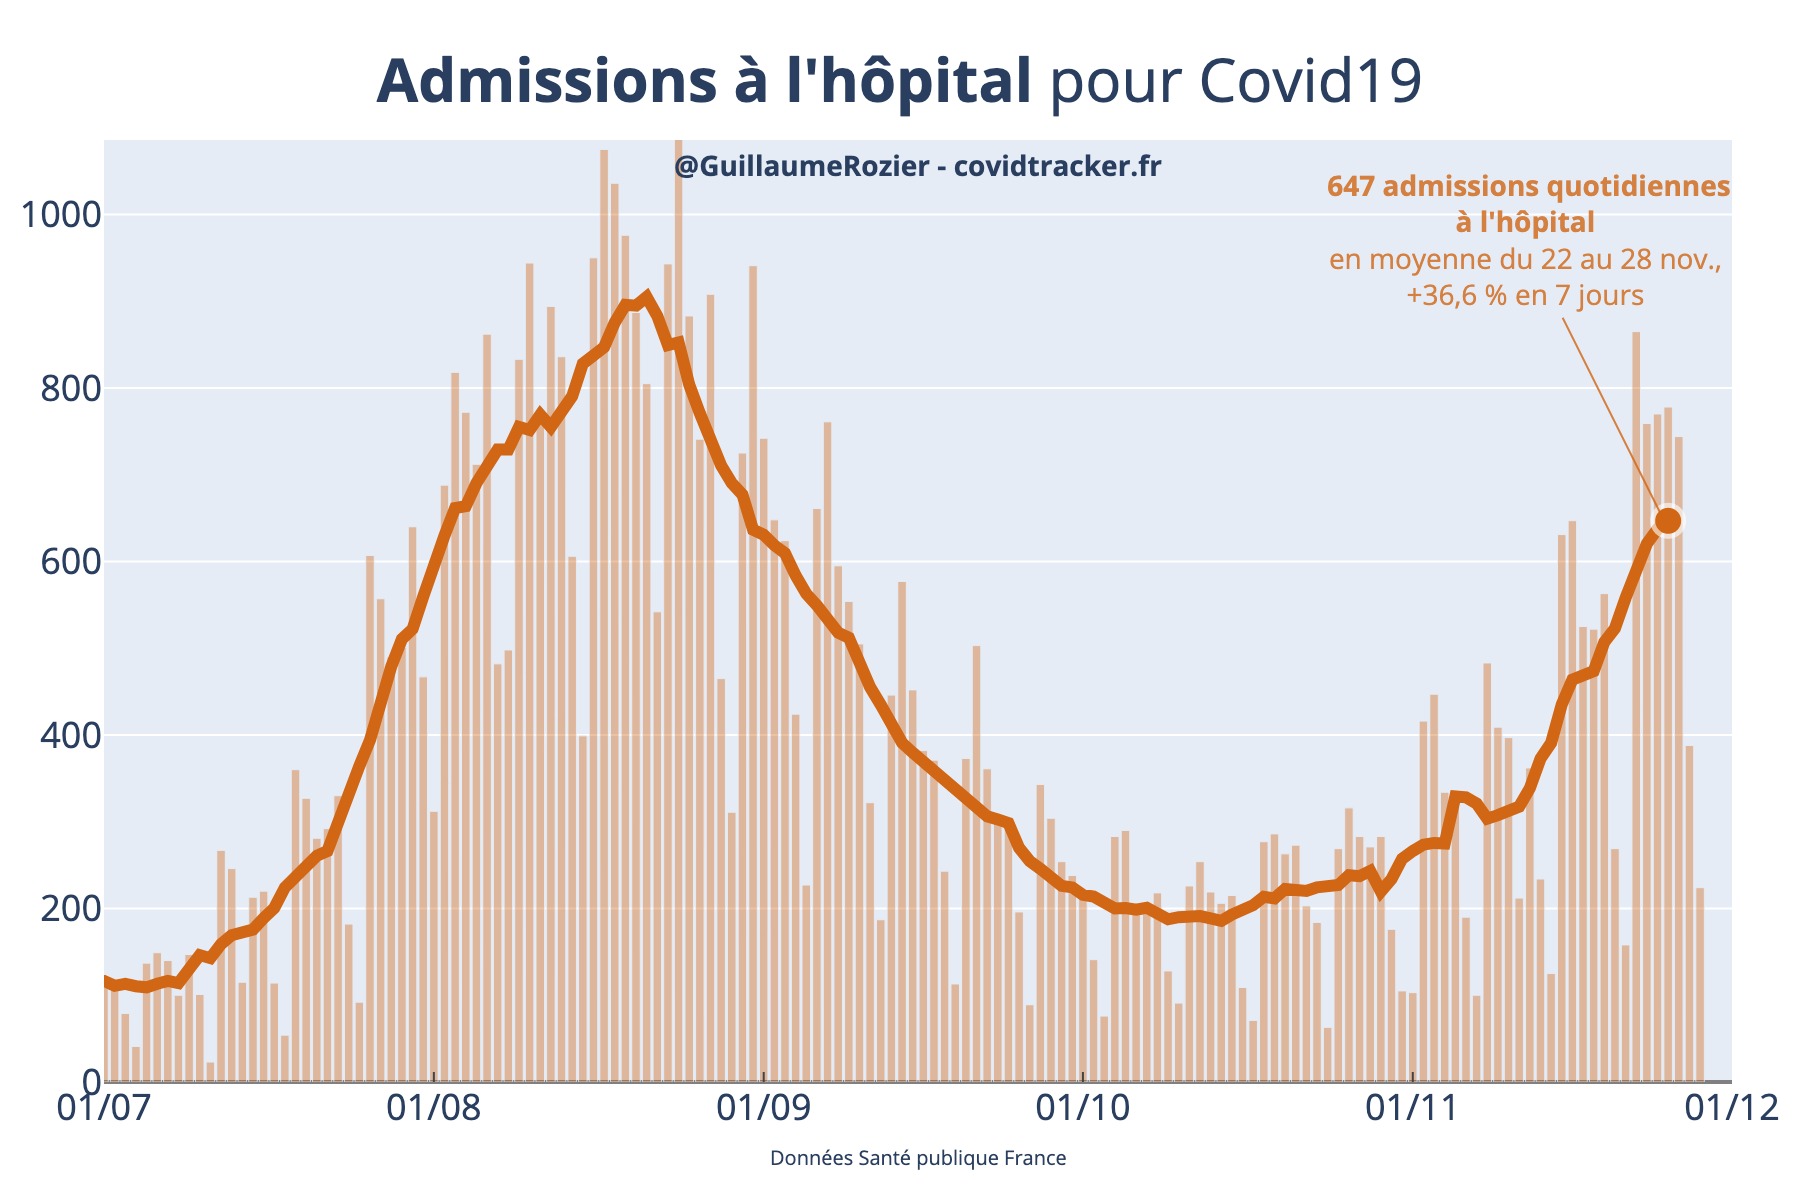 Admissions à l'hôpital pour Covid19
@GuillaumeRozier - covidtracker.fr
647 admissions quotidiennes
à l'hôpital
en moyenne du 22 au 28 nov.,
+36,6 % en 7 jours
1000
800
600
400
200
0
01/07 01/08 01/09 01/10 01/11 01/12
Données Santé publique France